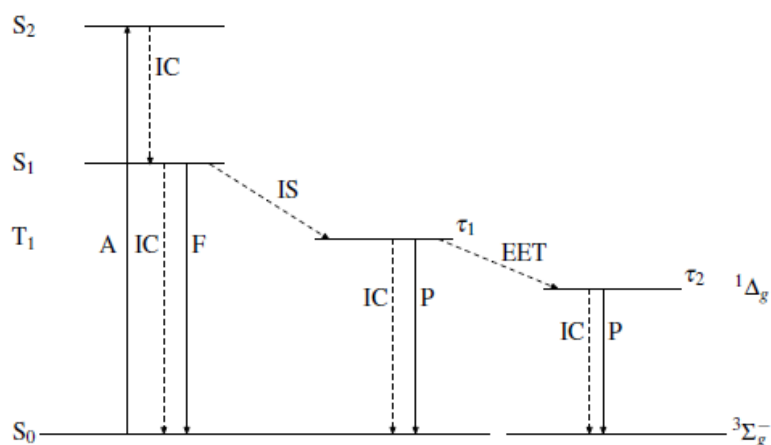 S₂
IC
S₁
IS
T₁ A IC F τ₁
EET
IC P τ₂ ¹Δg
IC P
S₀ ³Σg⁻